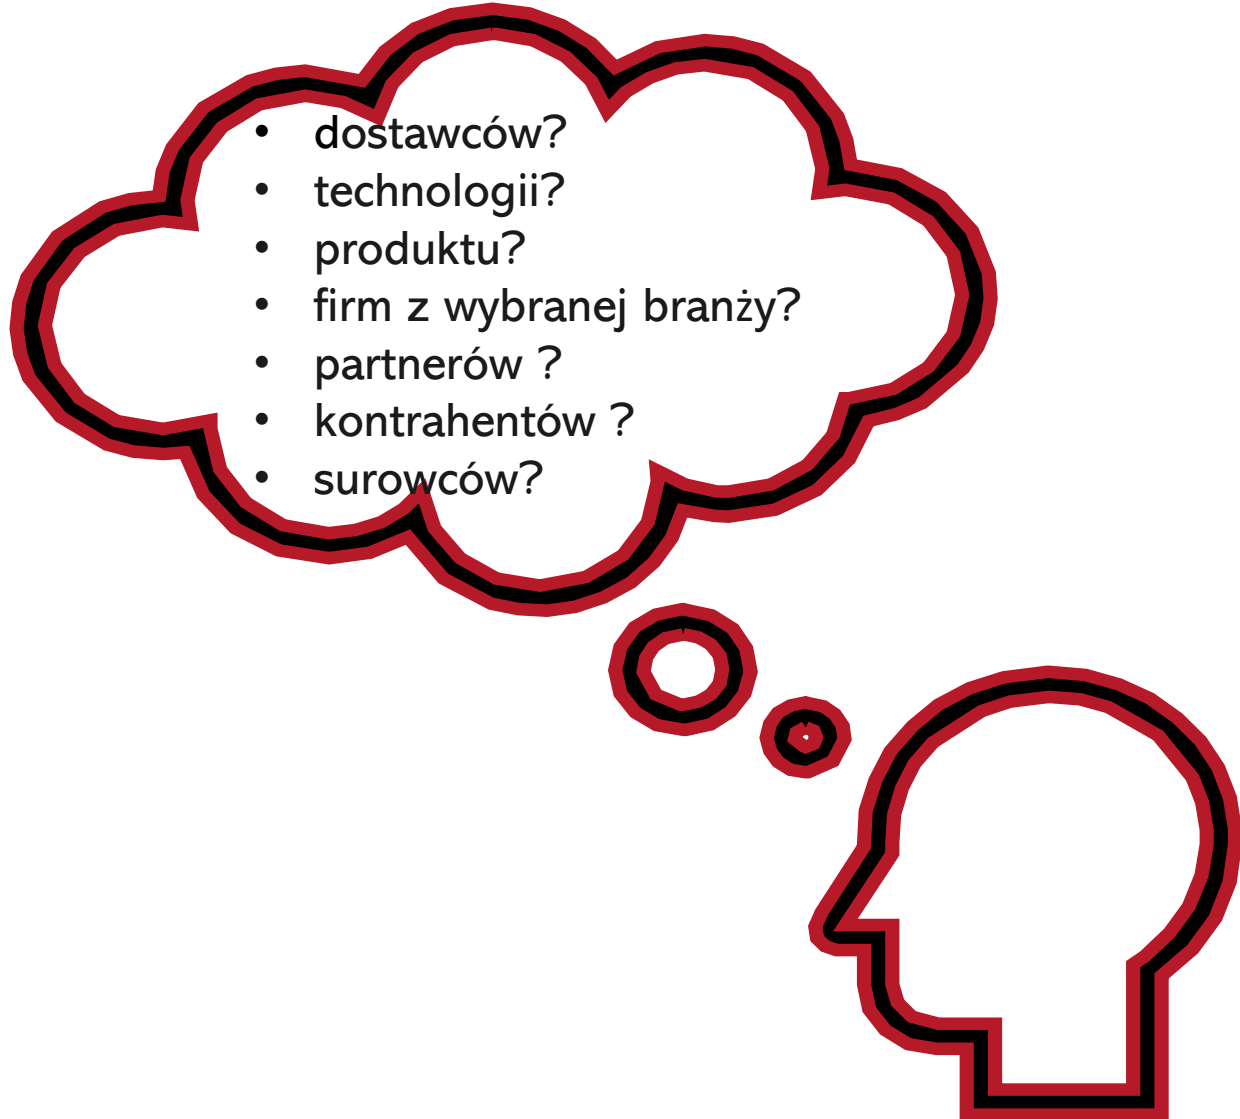 • dostawców?
• technologii?
• produktu?
• firm z wybranej branży?
• partnerów ?
• kontrahentów ?
• surowców?